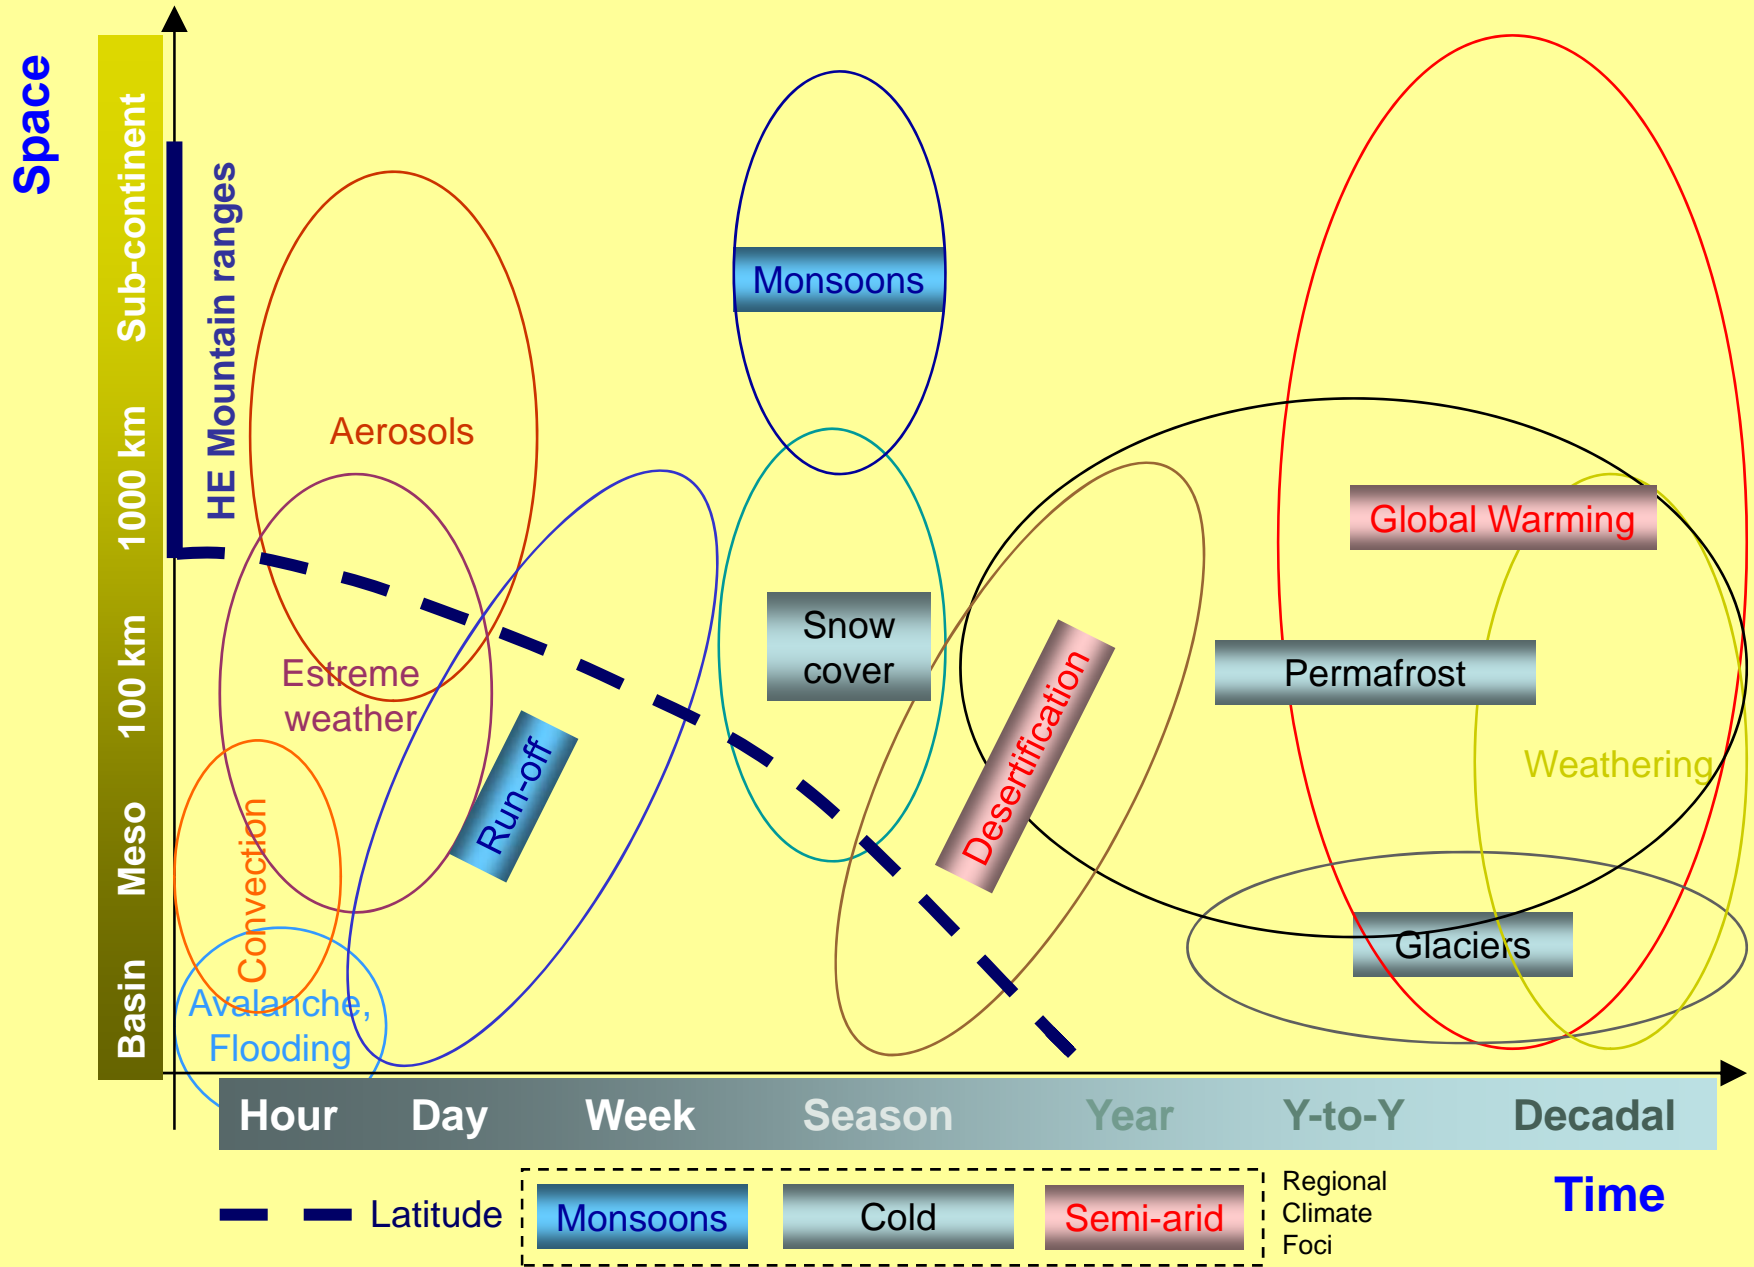 Space
Sub-continent
1000 km
100 km
Meso
Basin
HE Mountain ranges
Aerosols
Monsoons
Estreme
weather
Convection
Avalanche,
Flooding
Run-off
Snow
cover
Desertification
Global Warming
Permafrost
Weathering
Glaciers
Hour
Day
Week
Season
Year
Y-to-Y
Decadal
Time
Latitude
Monsoons
Cold
Semi-arid
Regional
Climate
Foci